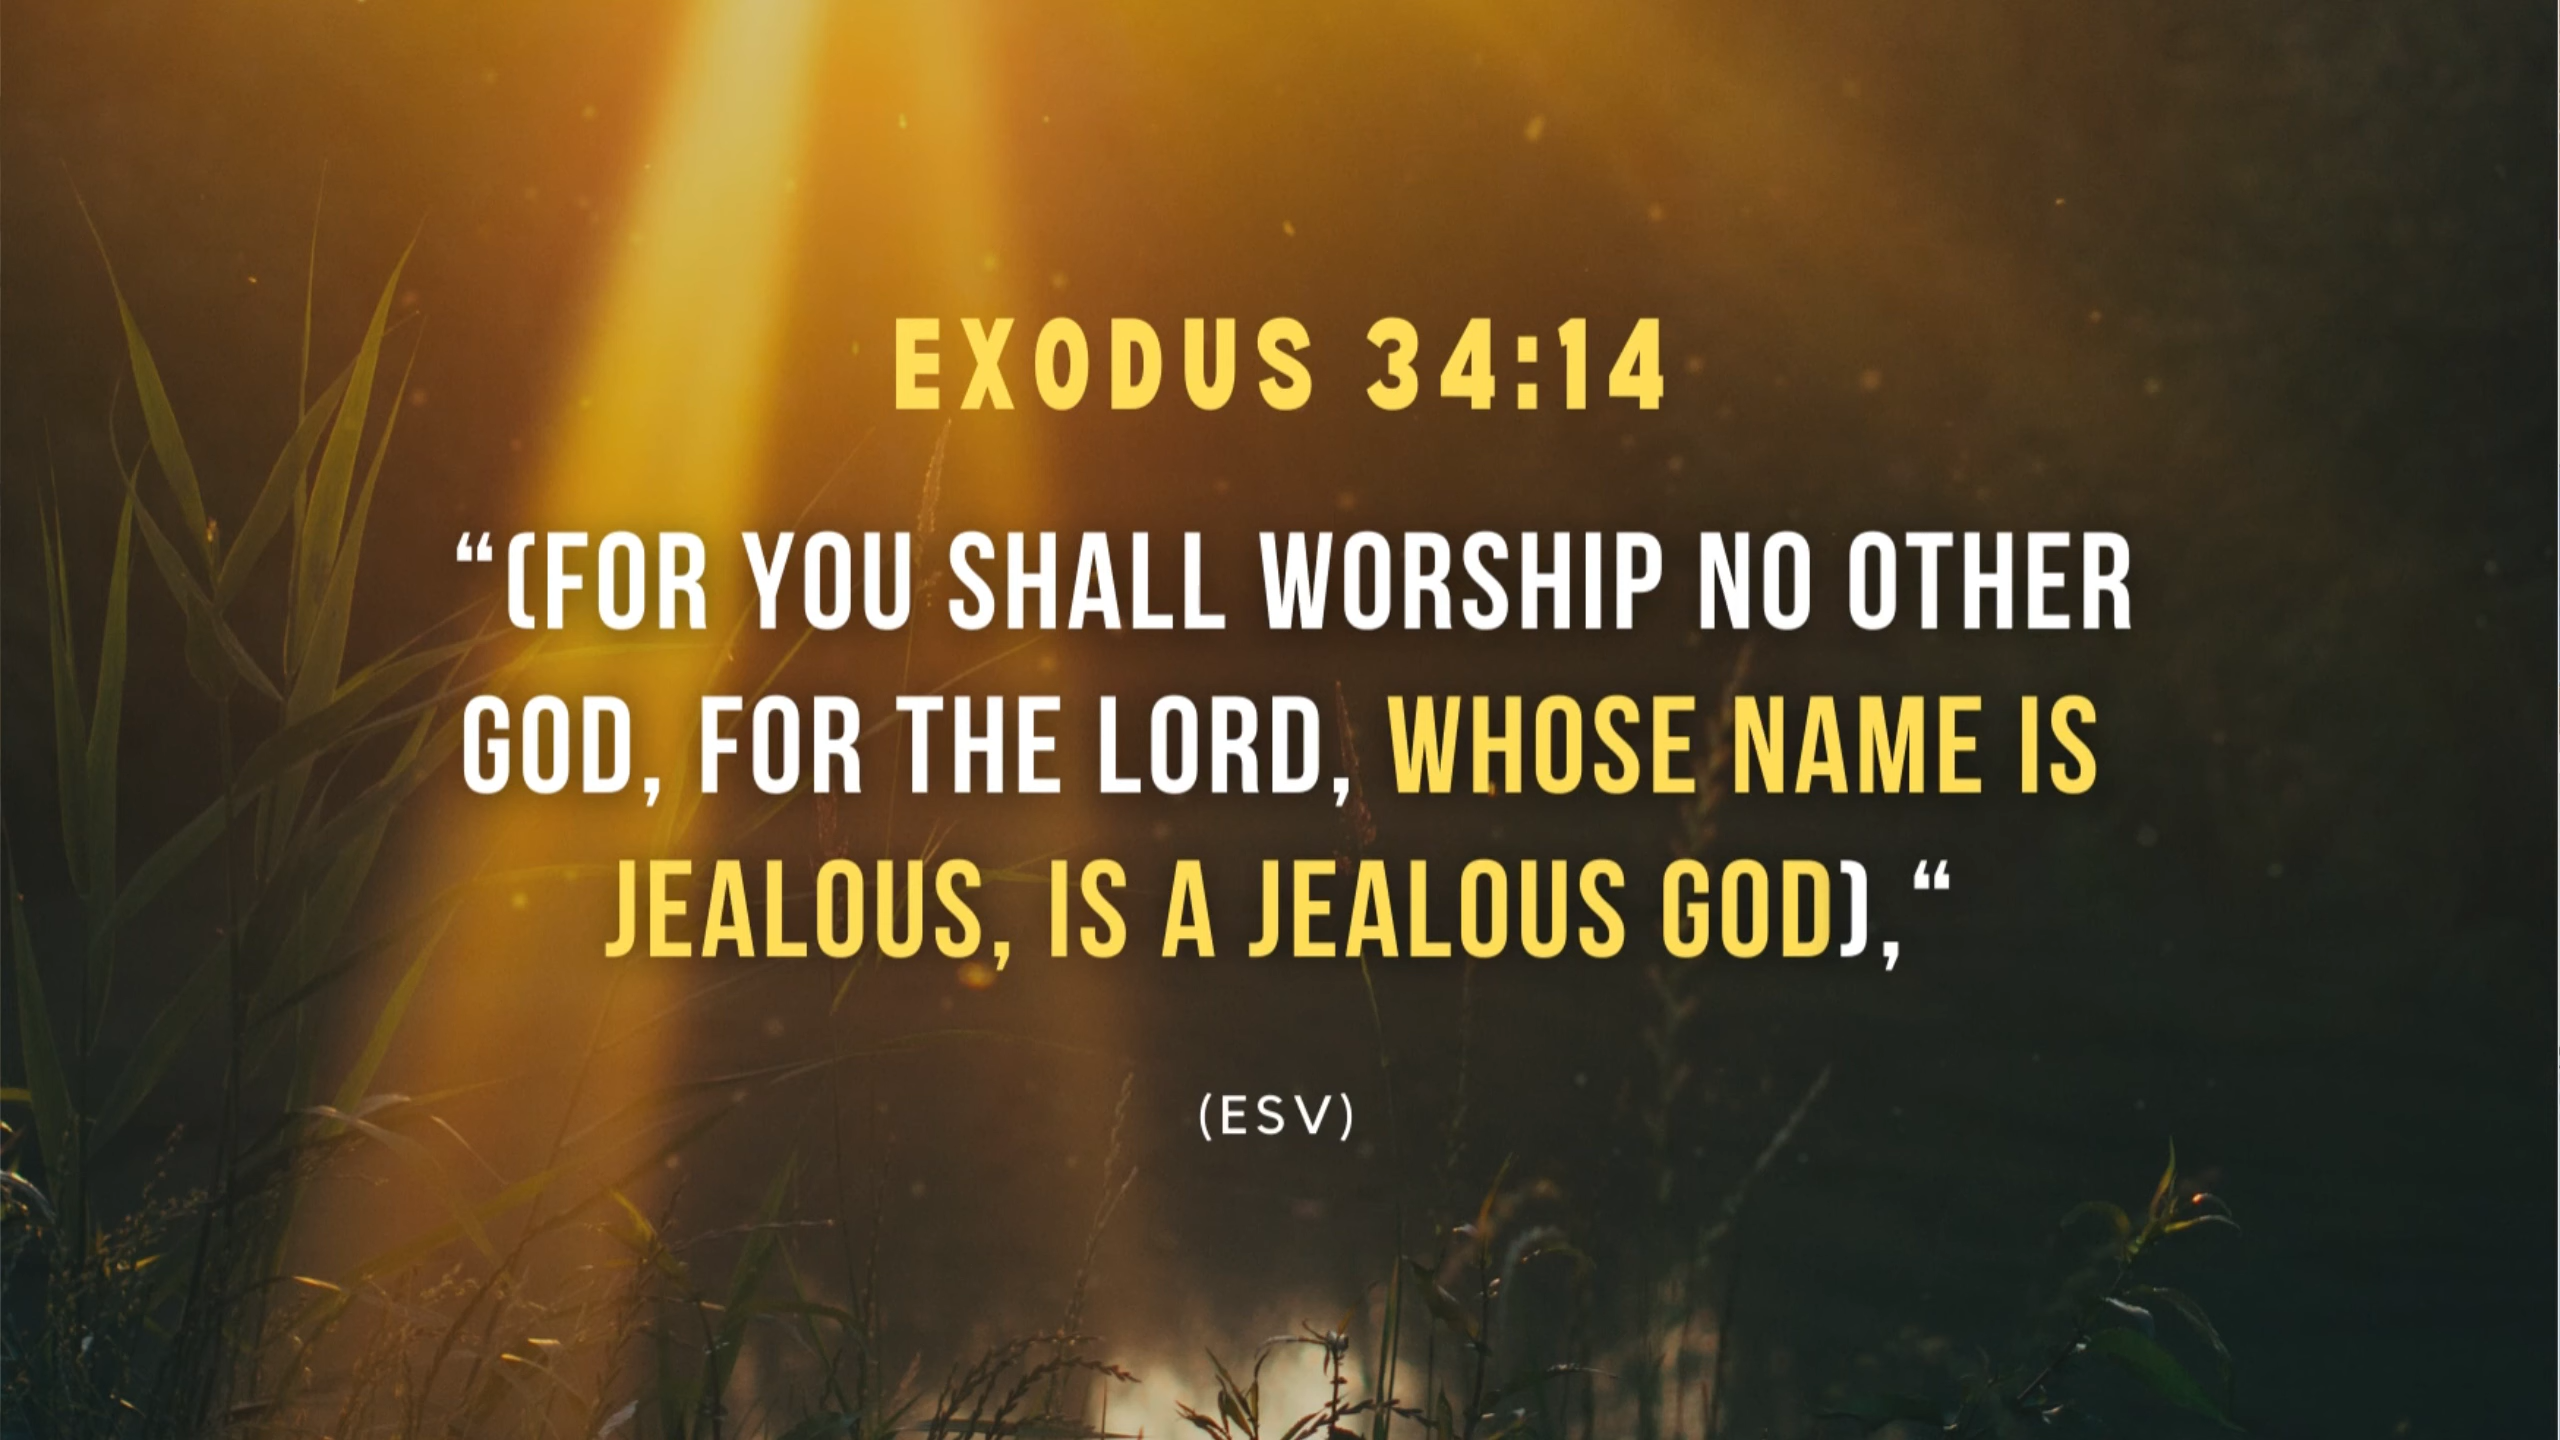 EXODUS 34:14
“(FOR YOU SHALL WORSHIP NO OTHER
GOD, FOR THE LORD, WHOSE NAME IS
JEALOUS, IS A JEALOUS GOD),“
(ESV)